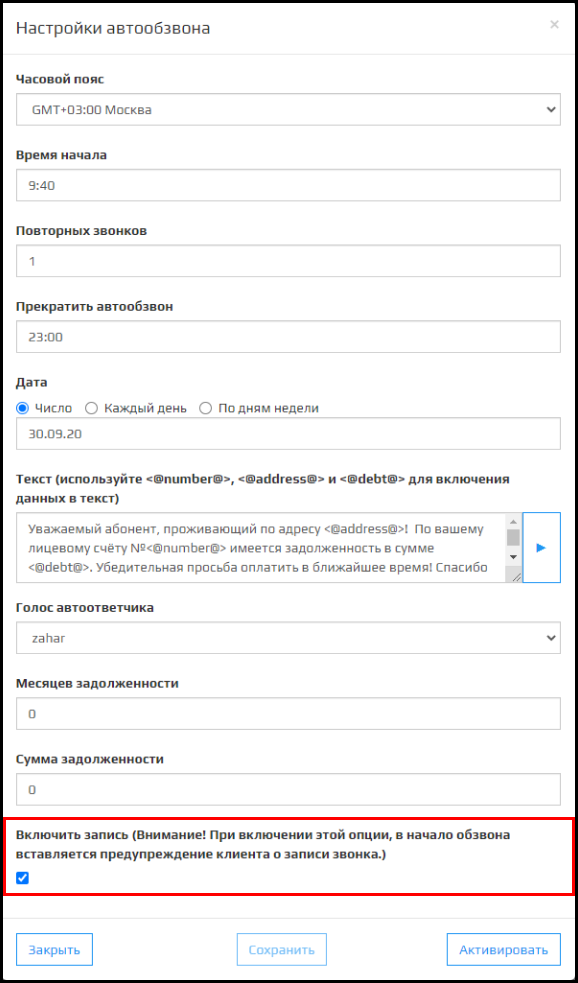 Настройки автообзвона
×
Часовой пояс
GMT+03:00 Москва
Время начала
9:40
Повторных звонков
1
Прекратить автообзвон
23:00
Дата
Число Каждый день По дням недели
30.09.20
Текст (используйте <@number@>, <@address@> и <@debt@> для включения
данных в текст)
Уважаемый абонент, проживающий по адресу <@address@>! По вашему
лицевому счёту №<@number@> имеется задолженность в сумме
<@debt@>. Убедительная просьба оплатить в ближайшее время! Спасибо
Голос автоответчика
zahar
Месяцев задолженности
0
Сумма задолженности
0
Включить запись (Внимание! При включении этой опции, в начало обзвона
вставляется предупреждение клиента о записи звонка.)
Закрыть Сохранить Активировать